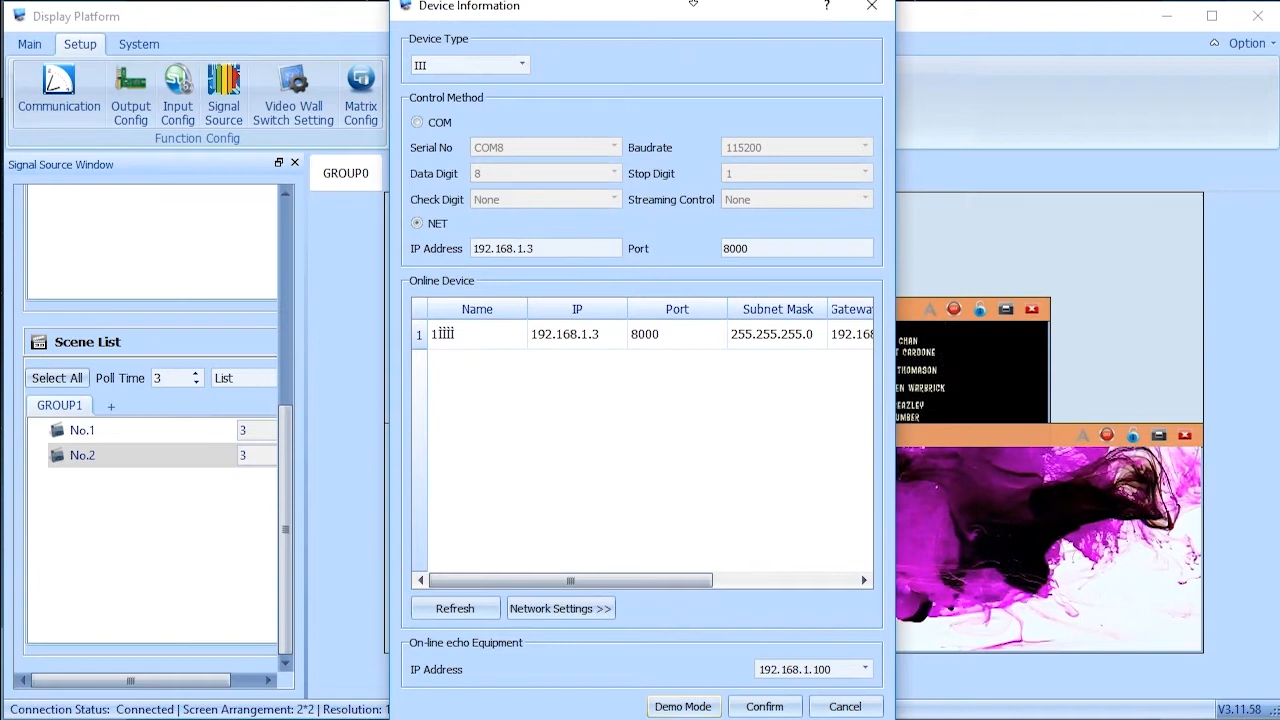 Display Platform
Device Information
?
Main Setup System
Option
Communication
Output Config
Input Config
Signal Source
Video Wall Switch Setting
Matrix Config
Function Config
Signal Source Window
GROUP0
Scene List
Select All Poll Time 3 List
GROUP1 +
No.1 3
No.2 3
Device Type
III
Control Method
COM
Serial No COM8 Baudrate 115200
Data Digit 8 Stop Digit 1
Check Digit None Streaming Control None
NET
IP Address 192.168.1.3 Port 8000
Online Device
Name IP Port Subnet Mask Gatewa
1 1ÌÌÌÌ 192.168.1.3 8000 255.255.255.0 192.168
Refresh Network Settings >>
On-line echo Equipment
IP Address 192.168.1.100
Demo Mode Confirm Cancel
A
CHAN
T CARDONE
THOMASON
EN WARBRICK
EAZLEY
UMBER
A
Connection Status: Connected | Screen Arrangement: 2*2 | Resolution: 1
V3.11.58